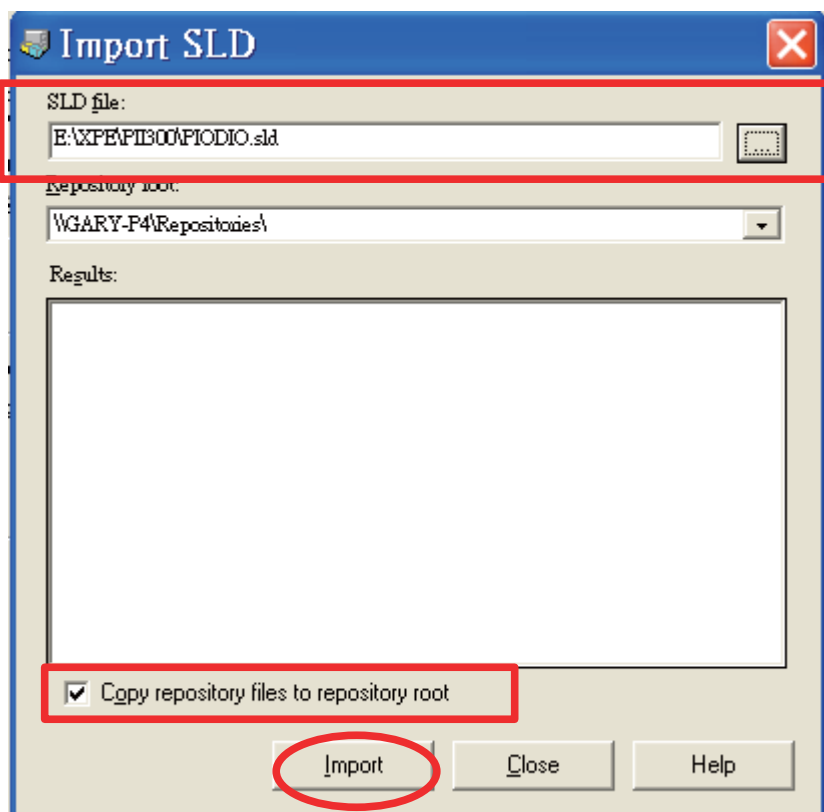 Import SLD
SLD file:
E:\XPE\PII300\PIODIO.sld
...
Repository root:
\\GARY-P4\Repositories\
Results:
Copy repository files to repository root
Import
Close
Help